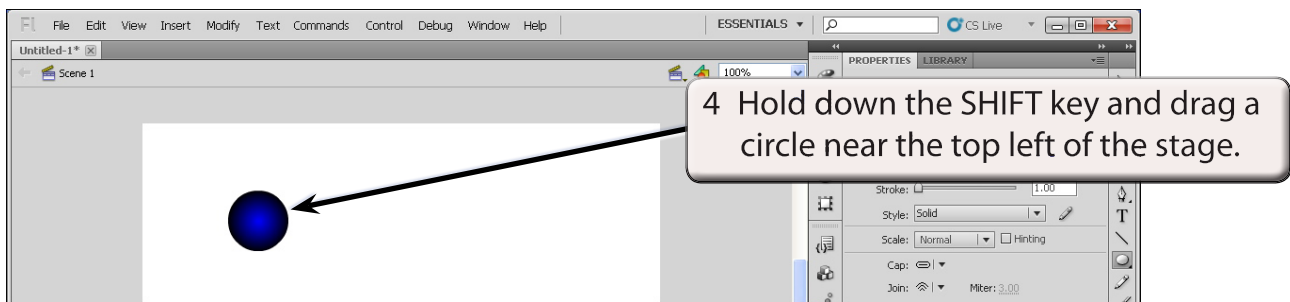 Fl File Edit View Insert Modify Text Commands Control Debug Window Help ESSENTIALS CS Live
Untitled-1*
Scene 1 100%
PROPERTIES LIBRARY
4 Hold down the SHIFT key and drag a
circle near the top left of the stage.
Stroke: 1.00
Style: Solid
T
Scale: Normal Hinting
Cap:
Join: Miter: 3.00